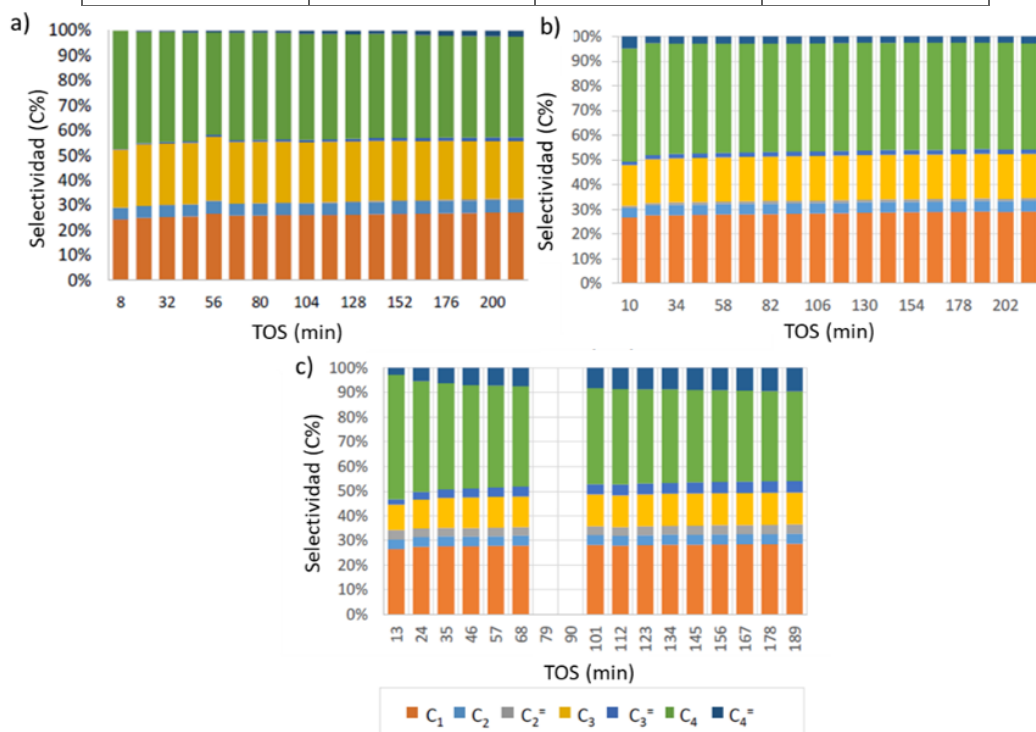 a)
100%
90%
80%
70%
60%
50%
40%
30%
20%
10%
0%
Selectividad (C%)
8 32 56 80 104 128 152 176 200
TOS (min)
b)
00%
90%
80%
70%
60%
50%
40%
30%
20%
10%
0%
Selectividad (C%)
10 34 58 82 106 130 154 178 202
TOS (min)
c)
100%
90%
80%
70%
60%
50%
40%
30%
20%
10%
0%
Selectividad (C%)
13 24 35 46 57 68 79 90 101 112 123 134 145 156 167 178 189
TOS (min)
C₁ C₂ C₂⁼ C₃ C₃⁼ C₄ C₄⁼